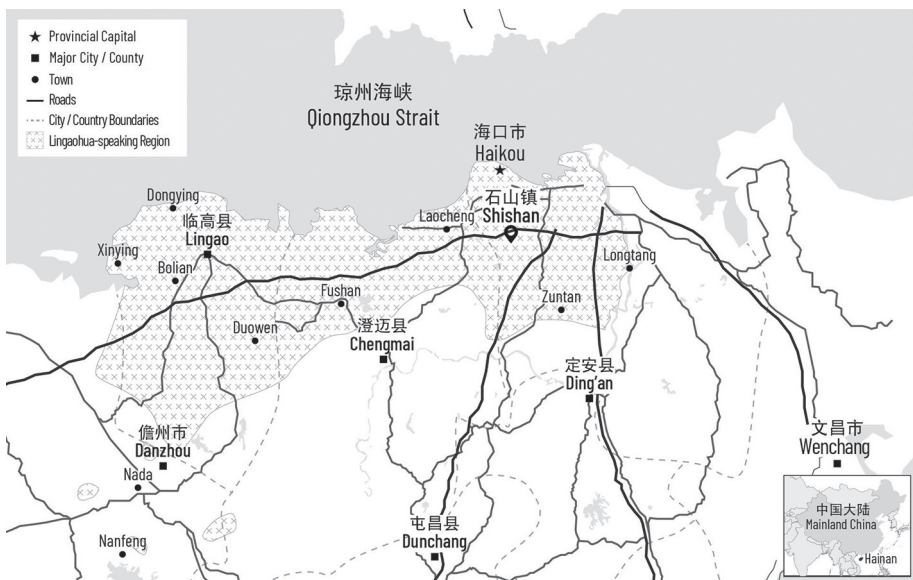 Provincial Capital
Major City / County
Town
Roads
City / Country Boundaries
Lingaohua-speaking Region
琼州海峡
Qiongzhou Strait
海口市
Haikou
石山镇
Shishan
Laocheng
Dongying
临高县
Lingao
Xinying
Bolian
Longtang
Fushan
Zuntan
Duowen
澄迈县
Chengmai
定安县
Ding'an
儋州市
Danzhou
文昌市
Wenchang
Nada
Nanfeng
屯昌县
Dunchang
中国大陆
Mainland China
Hainan